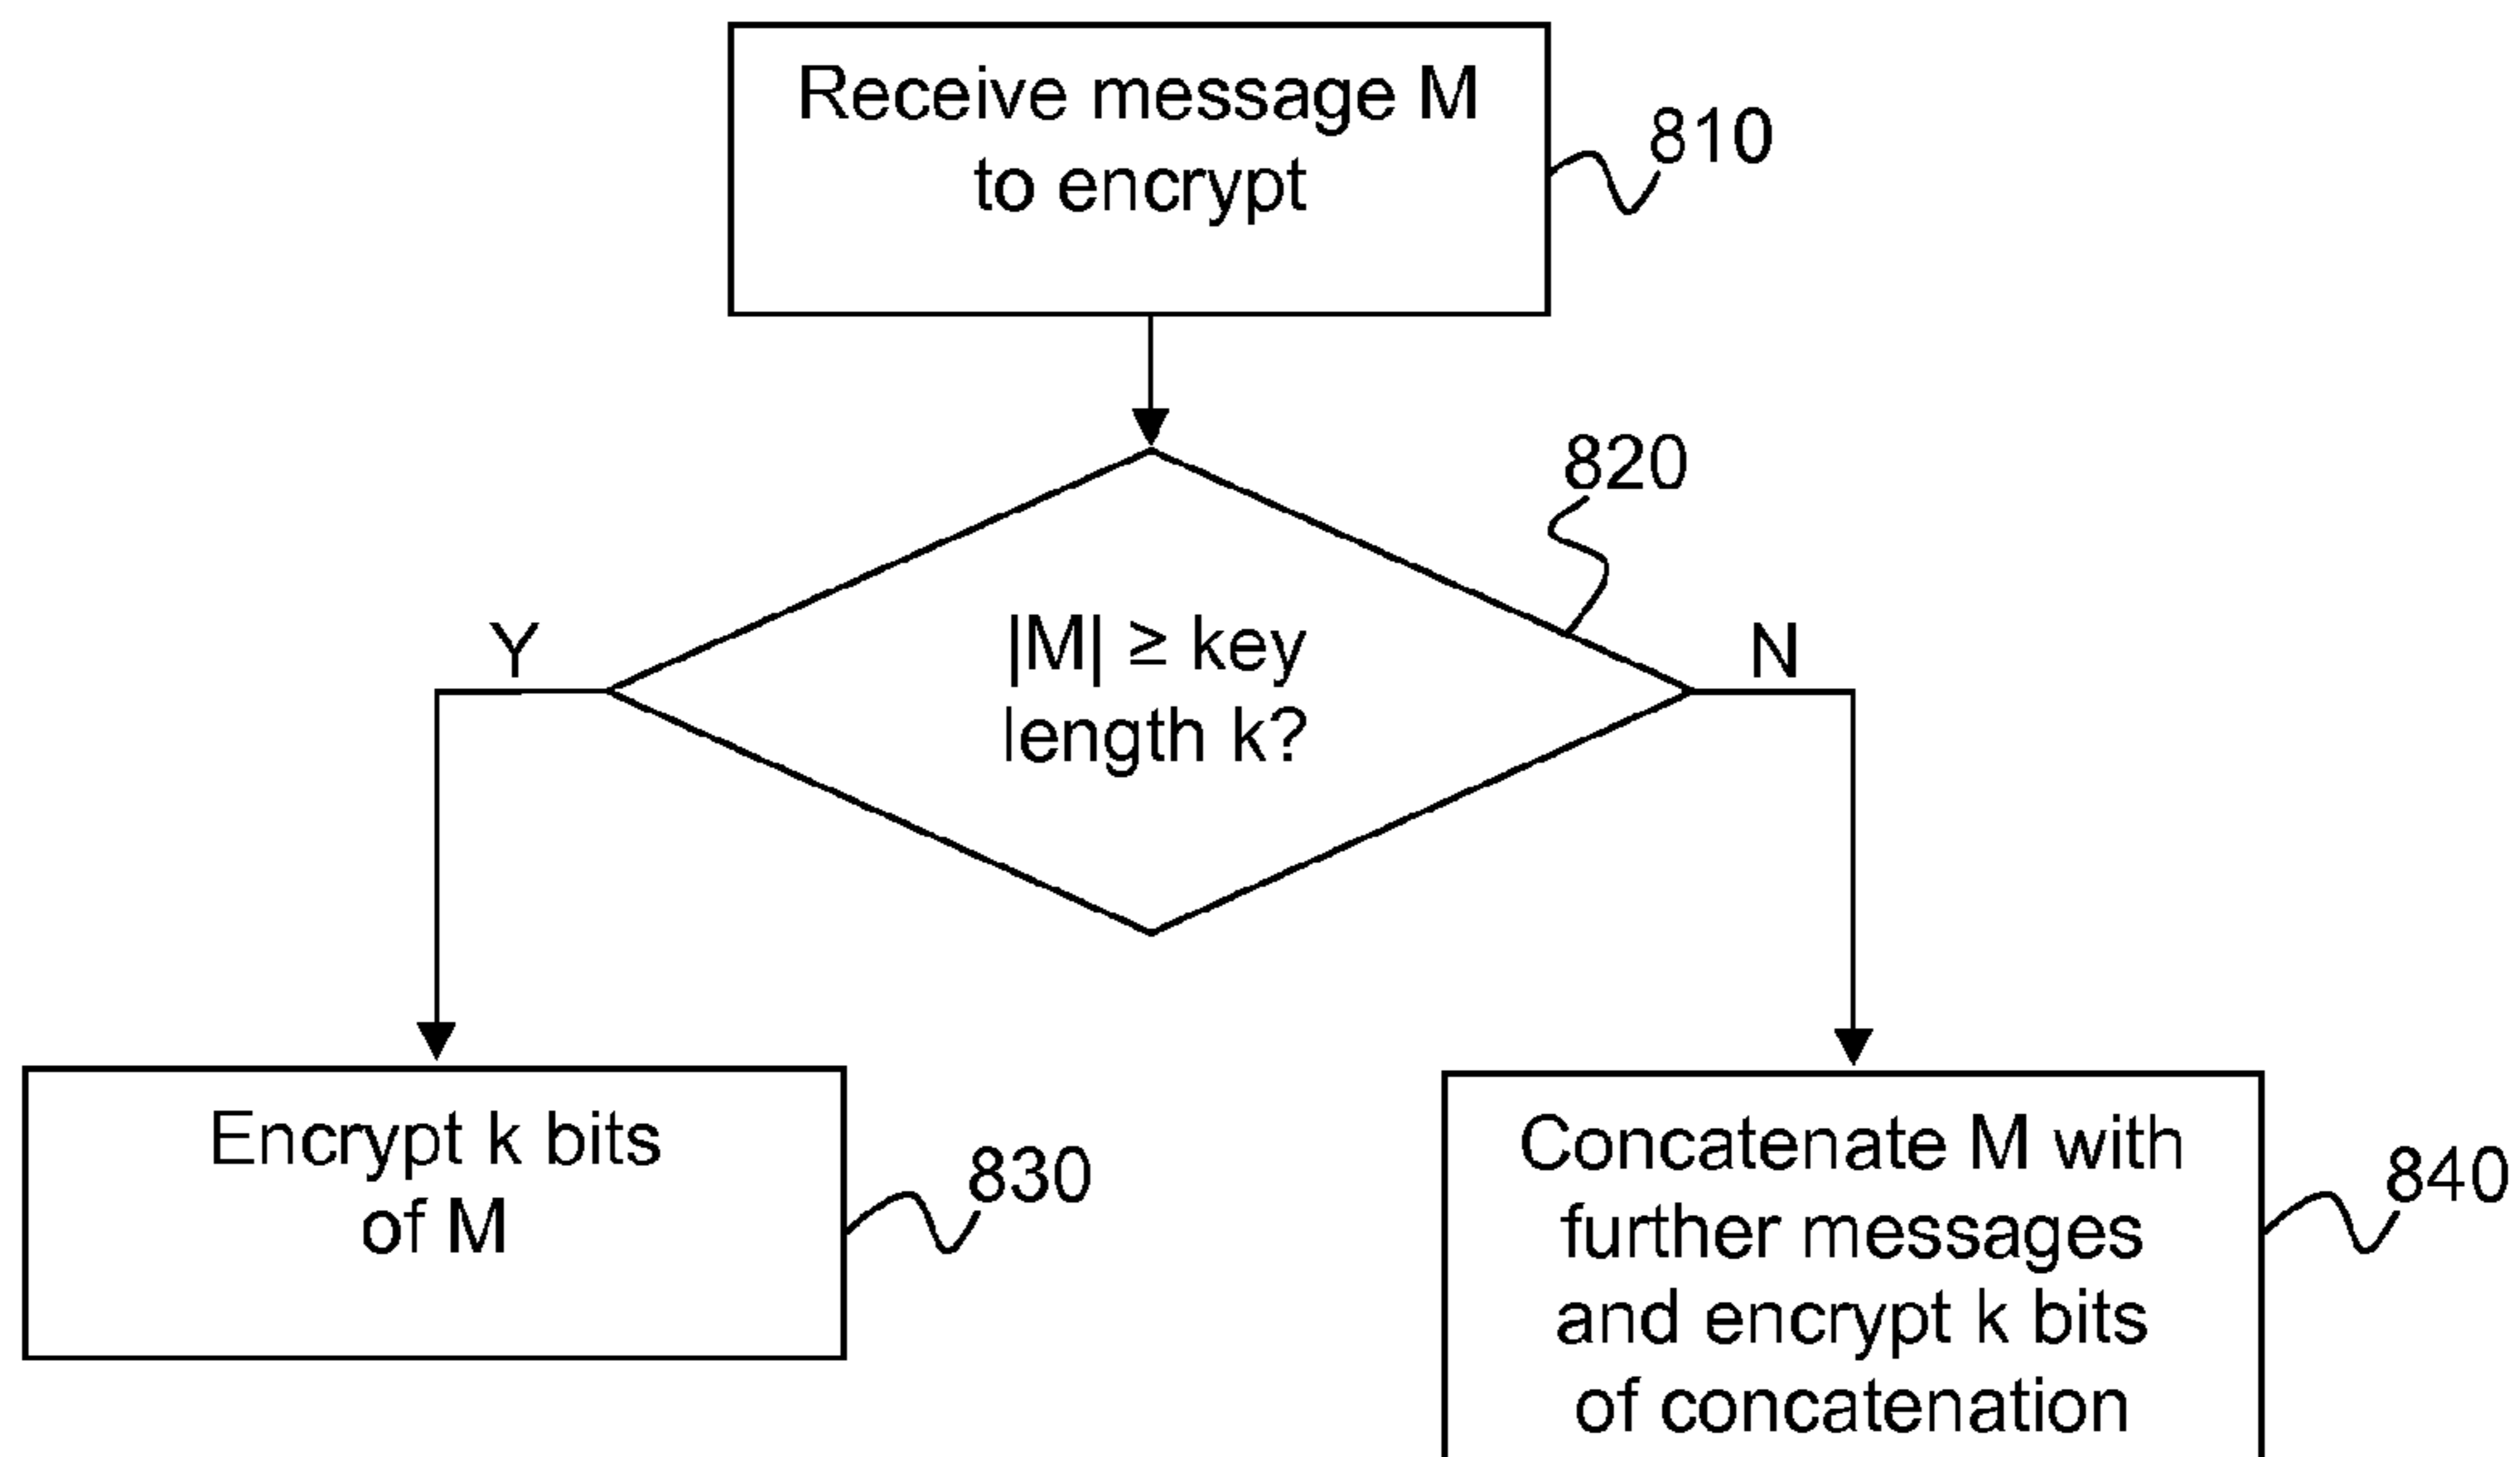 Receive message M
to encrypt
810
820
|M| ≥ key
length k?
Y
N
Encrypt k bits
of M
830
Concatenate M with
further messages
and encrypt k bits
of concatenation
840